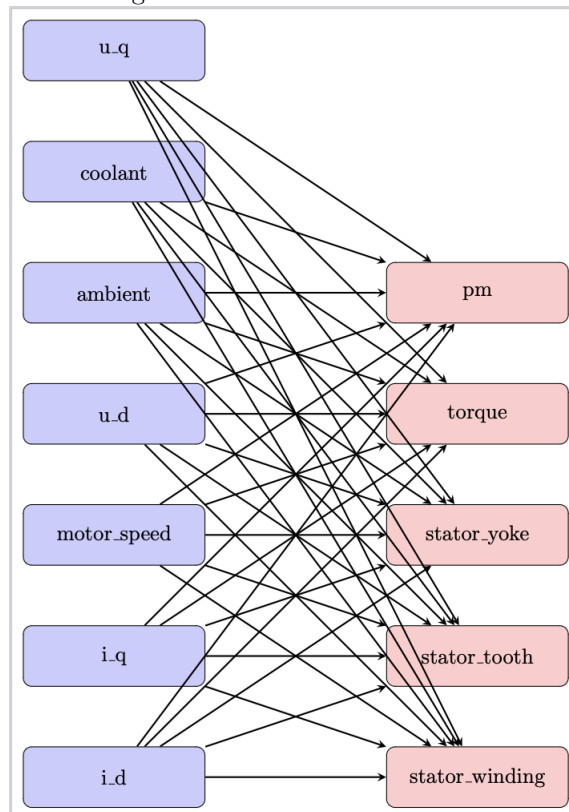 u_q
coolant
ambient
u_d
motor_speed
i_q
i_d
pm
torque
stator_yoke
stator_tooth
stator_winding